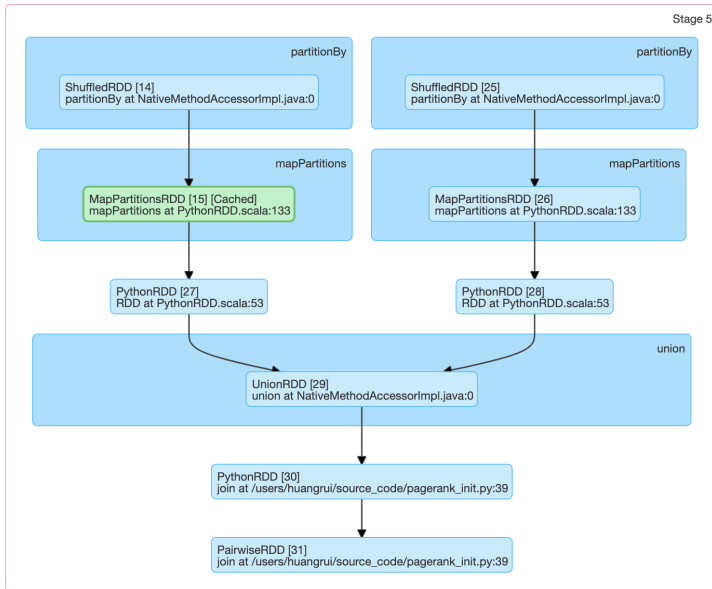 Stage 5
partitionBy
partitionBy
ShuffledRDD [14]
partitionBy at NativeMethodAccessorImpl.java:0
ShuffledRDD [25]
partitionBy at NativeMethodAccessorImpl.java:0
mapPartitions
mapPartitions
MapPartitionsRDD [15] [Cached]
mapPartitions at PythonRDD.scala:133
MapPartitionsRDD [26]
mapPartitions at PythonRDD.scala:133
PythonRDD [27]
RDD at PythonRDD.scala:53
PythonRDD [28]
RDD at PythonRDD.scala:53
union
UnionRDD [29]
union at NativeMethodAccessorImpl.java:0
PythonRDD [30]
join at /users/huangrui/source_code/pagerank_init.py:39
PairwiseRDD [31]
join at /users/huangrui/source_code/pagerank_init.py:39